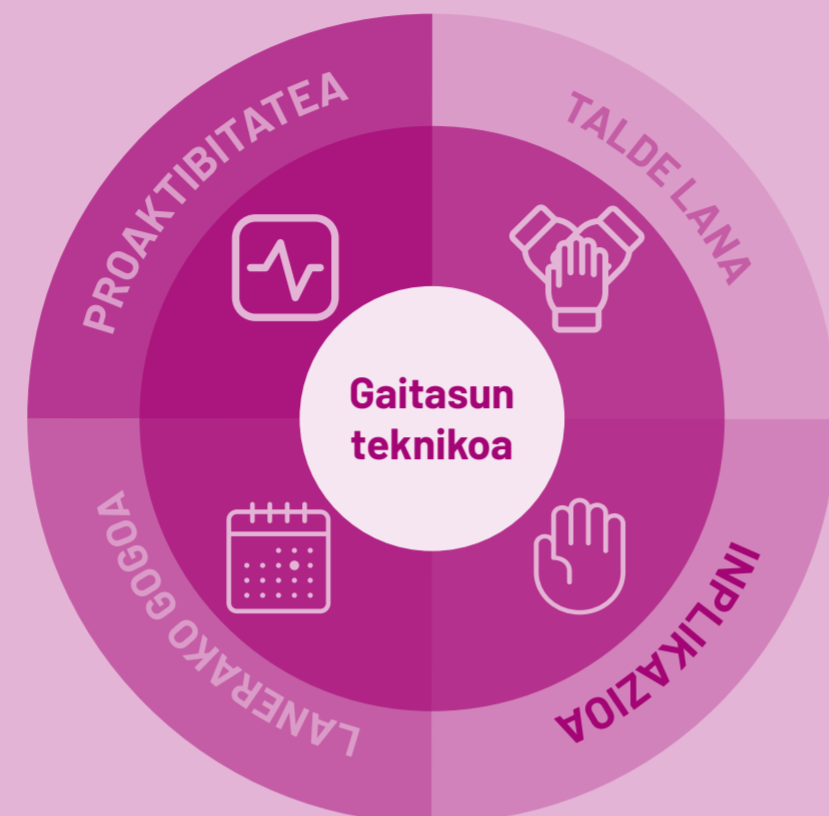 PROAKTIBITATEA
TALDE LANA
Gaitasun
teknikoa
LANERAKO GOGOA
INPLIKAZIOA